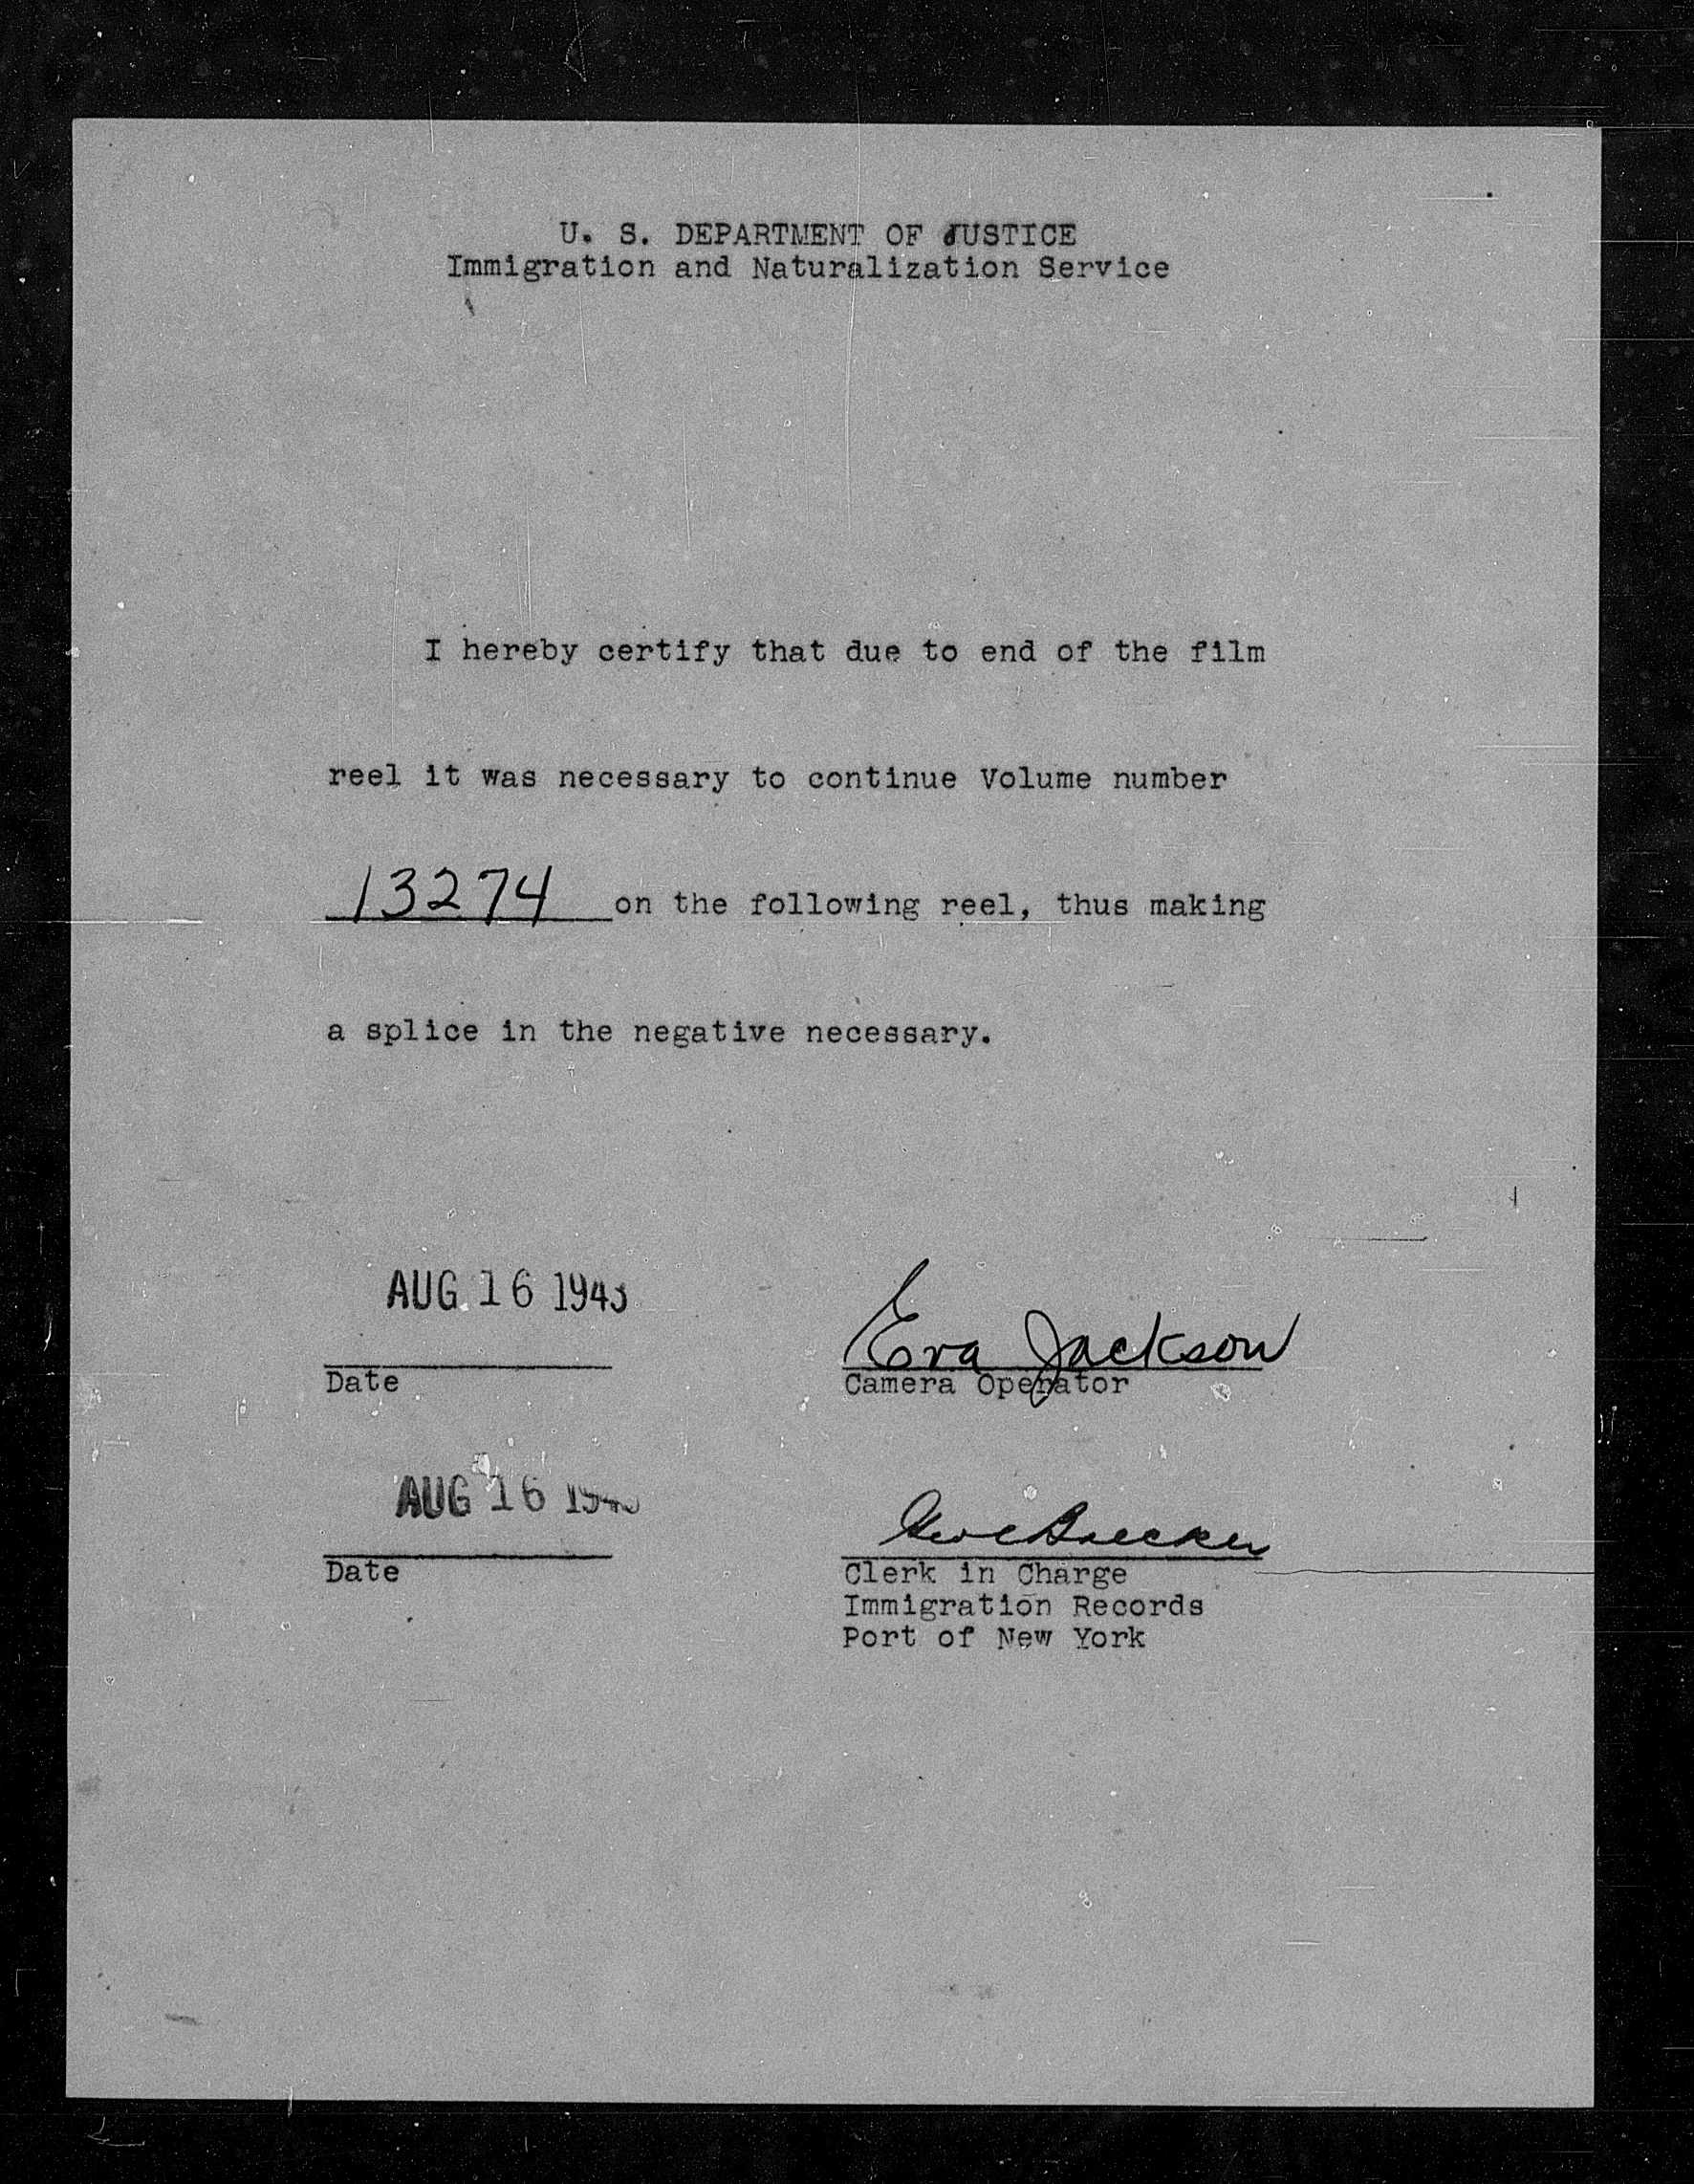 U. S. DEPARTMENT OF JUSTICE
Immigration and Naturalization Service
I hereby certify that due to end of the film
reel it was necessary to continue Volume number
13274 on the following reel, thus making
a splice in the negative necessary.
AUG 16 1943
Eva Jackson
Date
Camera Operator
AUG 16
Date
Clerk in Charge
Immigration Records
Port of New York